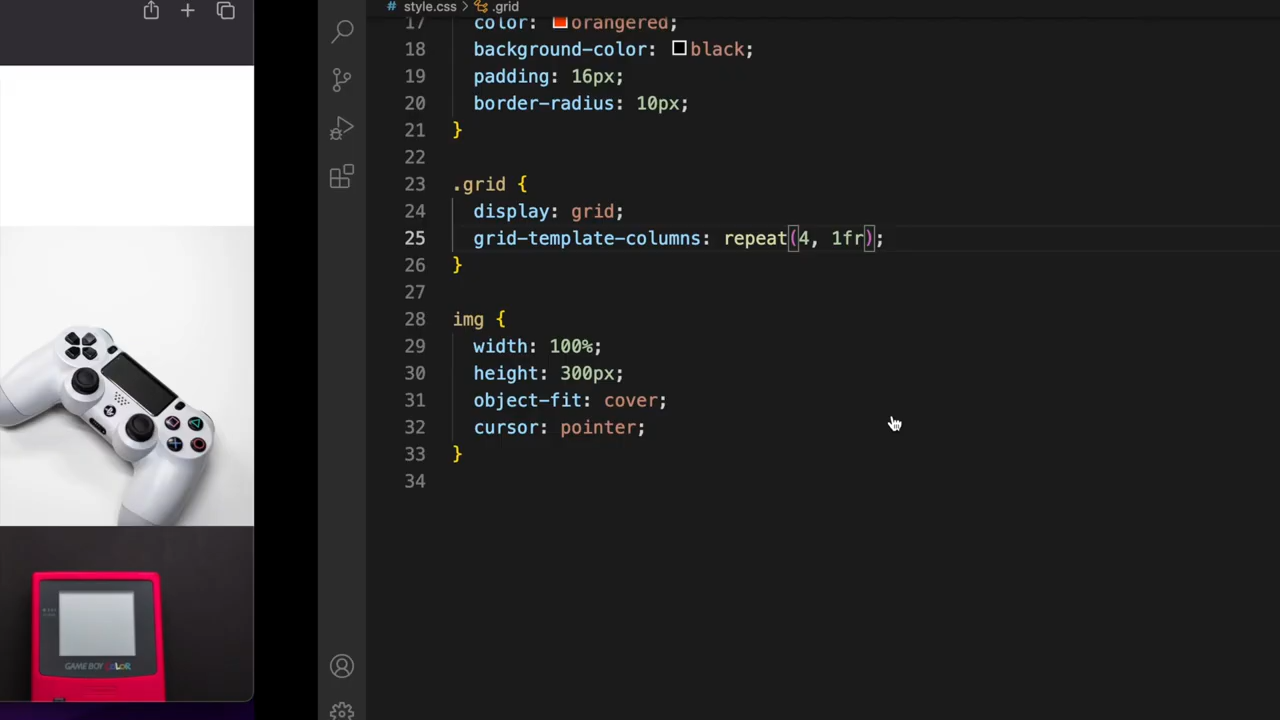 # style.css > .grid
17 color: orangered;
18 background-color: black;
19 padding: 16px;
20 border-radius: 10px;
21 }
22
23 .grid {
24 display: grid;
25 grid-template-columns: repeat(4, 1fr);
26 }
27
28 img {
29 width: 100%;
30 height: 300px;
31 object-fit: cover;
32 cursor: pointer;
33 }
34
GAME BOY COLOR